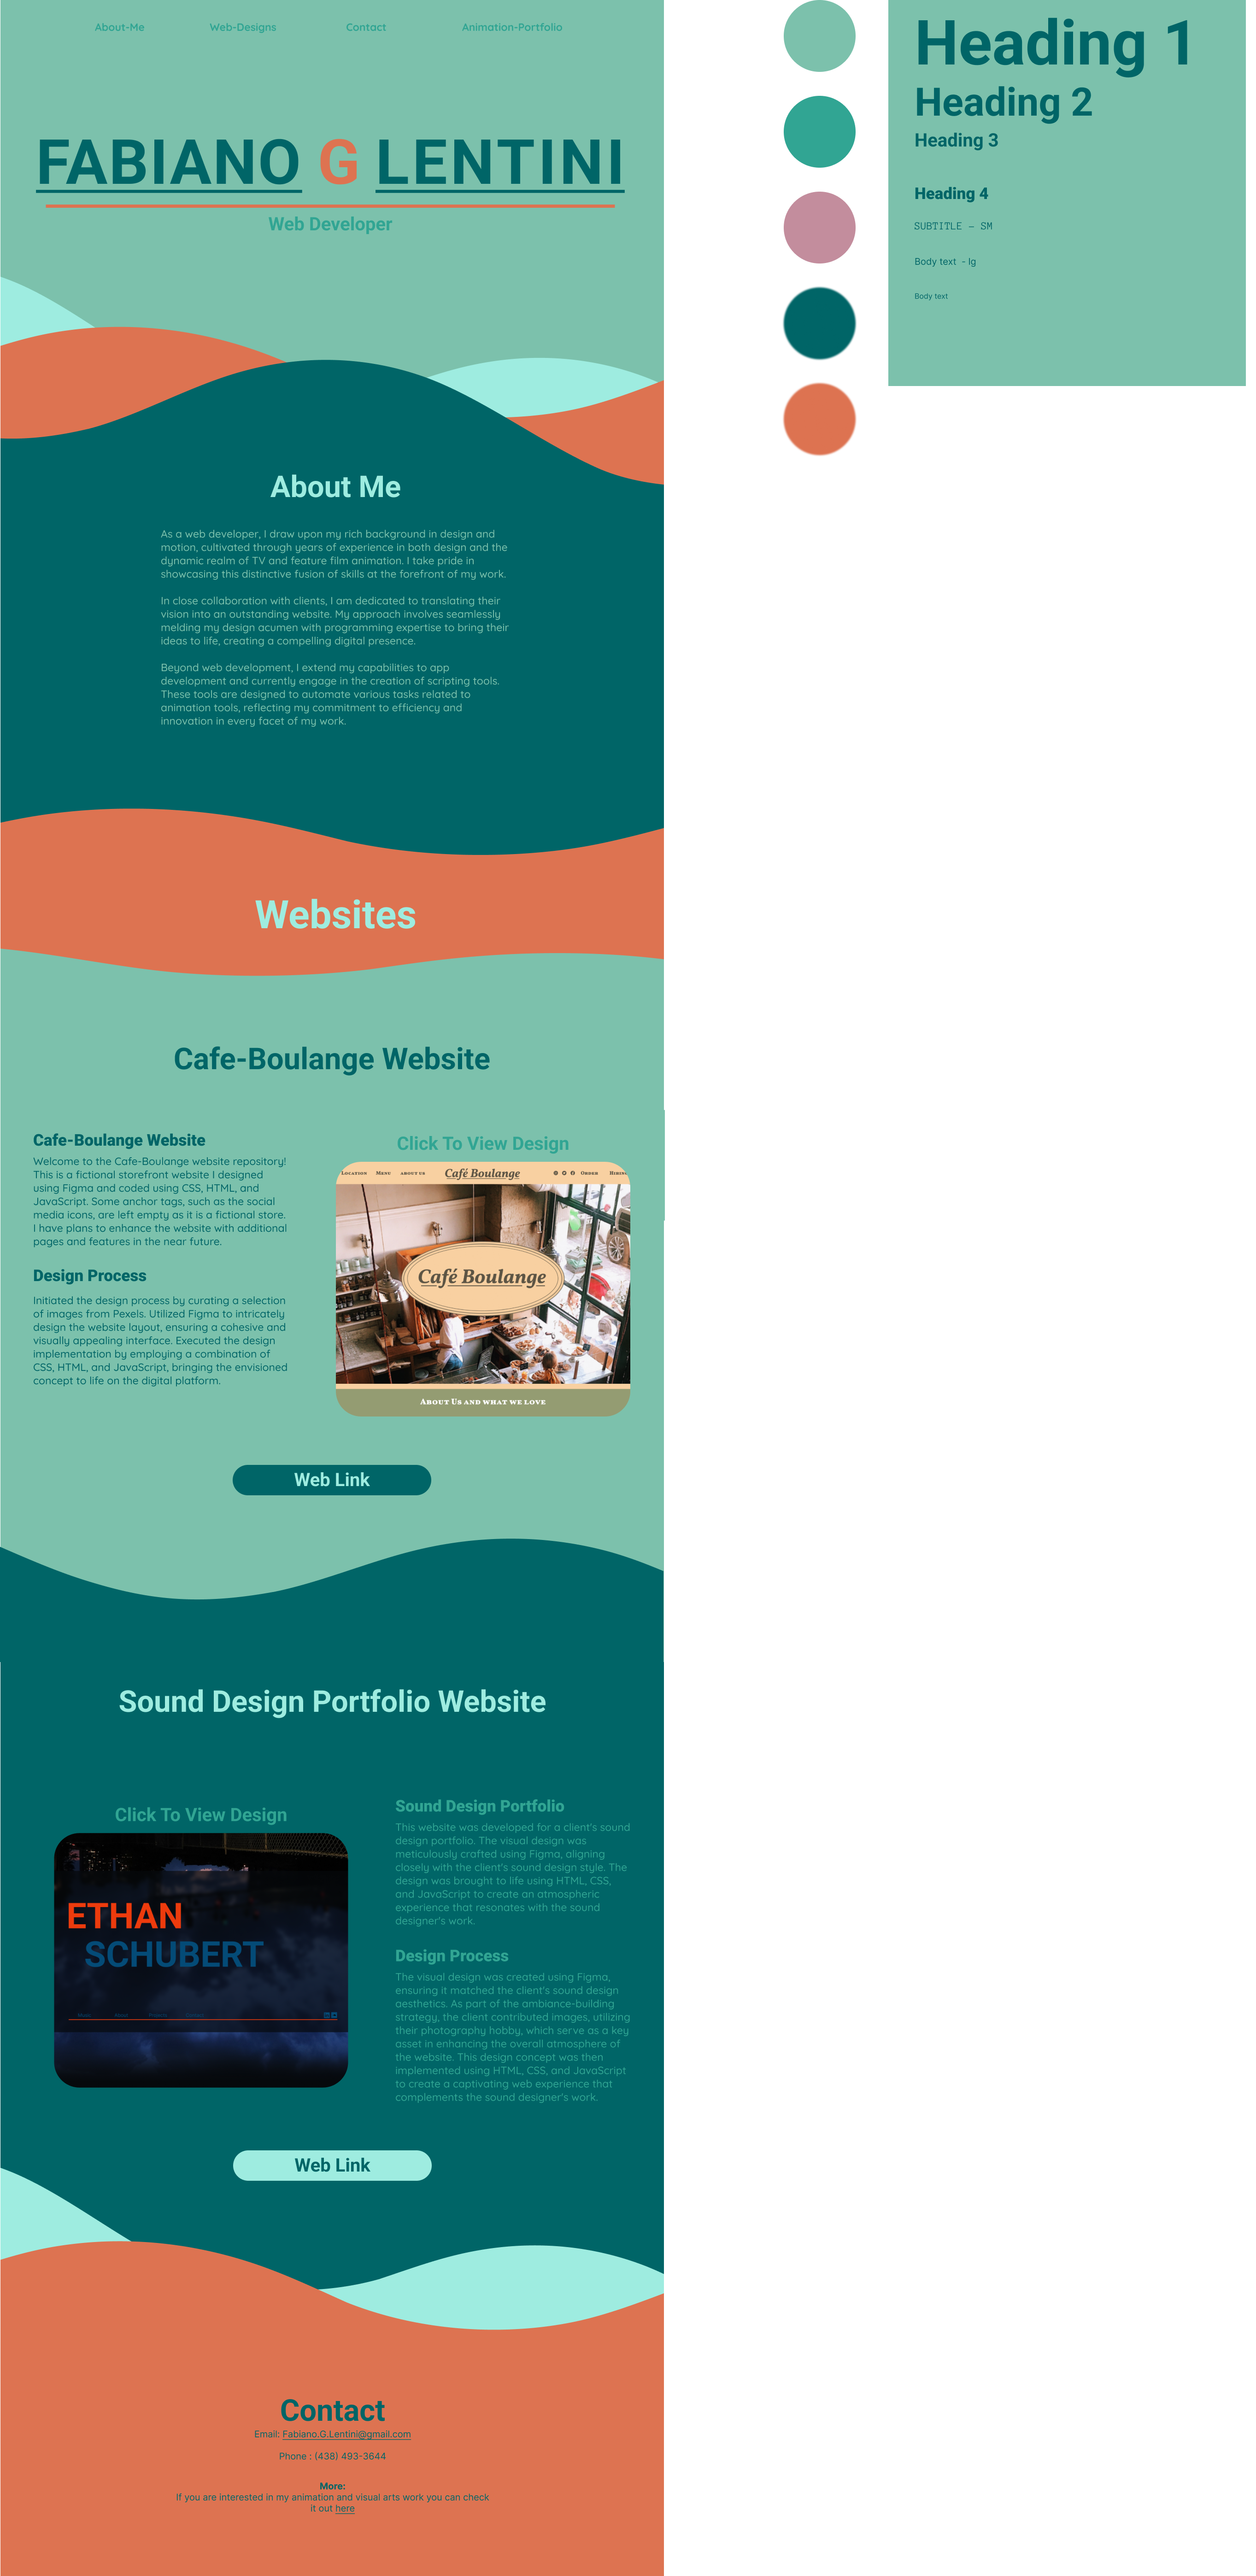 About-Me Web-Designs Contact Animation-Portfolio
FABIANO G LENTINI
Web Developer
About Me
As a web developer, I draw upon my rich background in design and
motion, cultivated through years of experience in both design and the
dynamic realm of TV and feature film animation. I take pride in
showcasing this distinctive fusion of skills at the forefront of my work.
In close collaboration with clients, I am dedicated to translating their
vision into an outstanding website. My approach involves seamlessly
melding my design acumen with programming expertise to bring their
ideas to life, creating a compelling digital presence.
Beyond web development, I extend my capabilities to app
development and currently engage in the creation of scripting tools.
These tools are designed to automate various tasks related to
animation tools, reflecting my commitment to efficiency and
innovation in every facet of my work.
Websites
Cafe-Boulange Website
Cafe-Boulange Website
Welcome to the Cafe-Boulange website repository!
This is a fictional storefront website I designed
using Figma and coded using CSS, HTML, and
JavaScript. Some anchor tags, such as the social
media icons, are left empty as it is a fictional store.
I have plans to enhance the website with additional
pages and features in the near future.
Design Process
Initiated the design process by curating a selection
of images from Pexels. Utilized Figma to intricately
design the website layout, ensuring a cohesive and
visually appealing interface. Executed the design
implementation by employing a combination of
CSS, HTML, and JavaScript, bringing the envisioned
concept to life on the digital platform.
Click To View Design
Location Menu about us Café Boulange Order Hiring
Café Boulange
About Us and what we love
Web Link
Sound Design Portfolio Website
Click To View Design
ETHAN
SCHUBERT
Sound Design Portfolio
This website was developed for a client's sound
design portfolio. The visual design was
meticulously crafted using Figma, aligning
closely with the client's sound design style. The
design was brought to life using HTML, CSS,
and JavaScript to create an atmospheric
experience that resonates with the sound
designer's work.
Design Process
The visual design was created using Figma,
ensuring it matched the client's sound design
aesthetics. As part of the ambiance-building
strategy, the client contributed images, utilizing
their photography hobby, which serve as a key
asset in enhancing the overall atmosphere of
the website. This design concept was then
implemented using HTML, CSS, and JavaScript
to create a captivating web experience that
complements the sound designer's work.
Web Link
Contact
Email: Fabiano.G.Lentini@gmail.com
Phone : (438) 493-3644
More:
If you are interested in my animation and visual arts work you can check
it out here
Heading 1
Heading 2
Heading 3
Heading 4
SUBTITLE - SM
Body text - lg
Body text